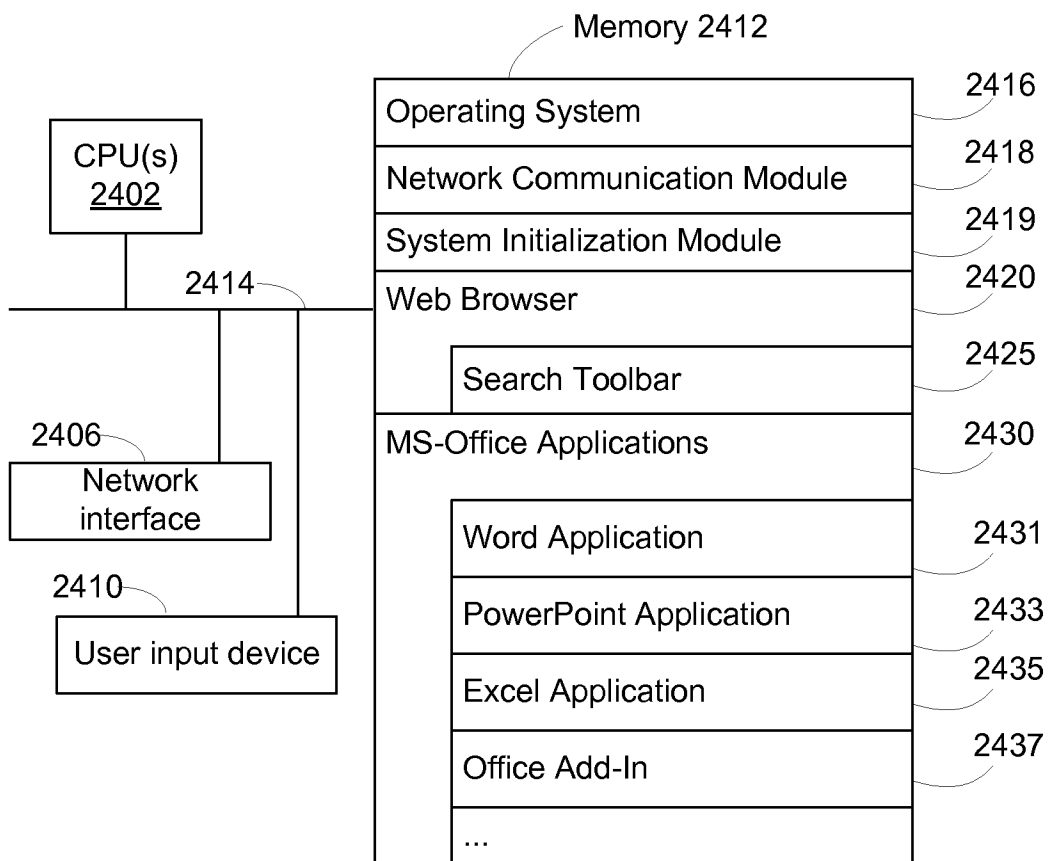 Memory 2412
Operating System
2416
CPU(s)
2402
Network Communication Module
2418
System Initialization Module
2419
2414
Web Browser
2420
Search Toolbar
2425
2406
Network
interface
MS-Office Applications
2430
Word Application
2431
2410
User input device
PowerPoint Application
2433
Excel Application
2435
Office Add-In
2437
...